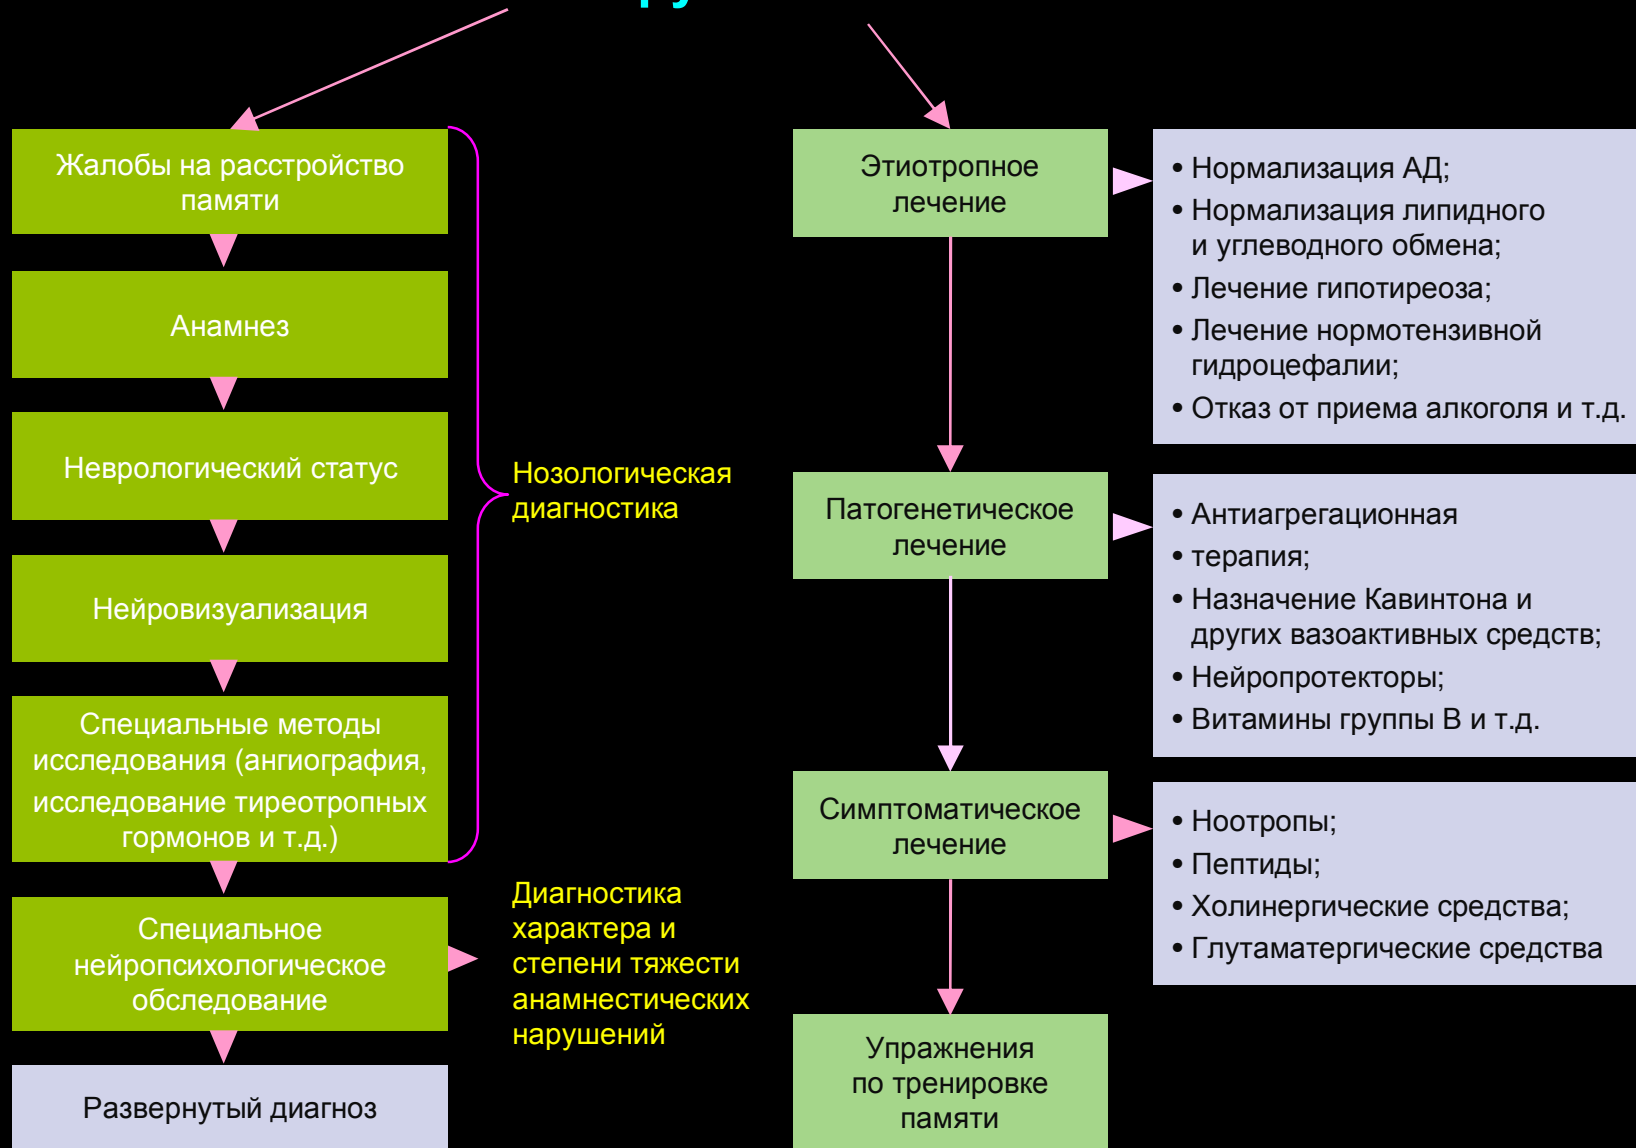 Жалобы на расстройство
памяти
Анамнез
Неврологический статус
Нейровизуализация
Специальные методы
исследования (ангиография,
исследование тиреотропных
гормонов и т.д.)
Специальное
нейропсихологическое
обследование
Развернутый диагноз
Нозологическая
диагностика
Диагностика
характера и
степени тяжести
анамнестических
нарушений
Этиотропное
лечение
• Нормализация АД;
• Нормализация липидного
и углеводного обмена;
• Лечение гипотиреоза;
• Лечение нормотензивной
гидроцефалии;
• Отказ от приема алкоголя и т.д.
Патогенетическое
лечение
• Антиагрегационная
• терапия;
• Назначение Кавинтона и
других вазоактивных средств;
• Нейропротекторы;
• Витамины группы В и т.д.
Симптоматическое
лечение
• Ноотропы;
• Пептиды;
• Холинергические средства;
• Глутаматергические средства
Упражнения
по тренировке
памяти